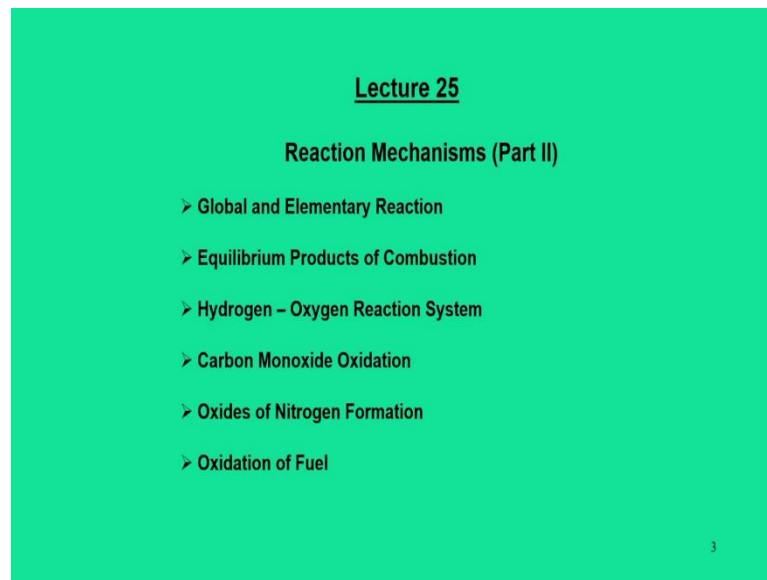 Lecture 25
Reaction Mechanisms (Part II)
➢ Global and Elementary Reaction
➢ Equilibrium Products of Combustion
➢ Hydrogen – Oxygen Reaction System
➢ Carbon Monoxide Oxidation
➢ Oxides of Nitrogen Formation
➢ Oxidation of Fuel
3